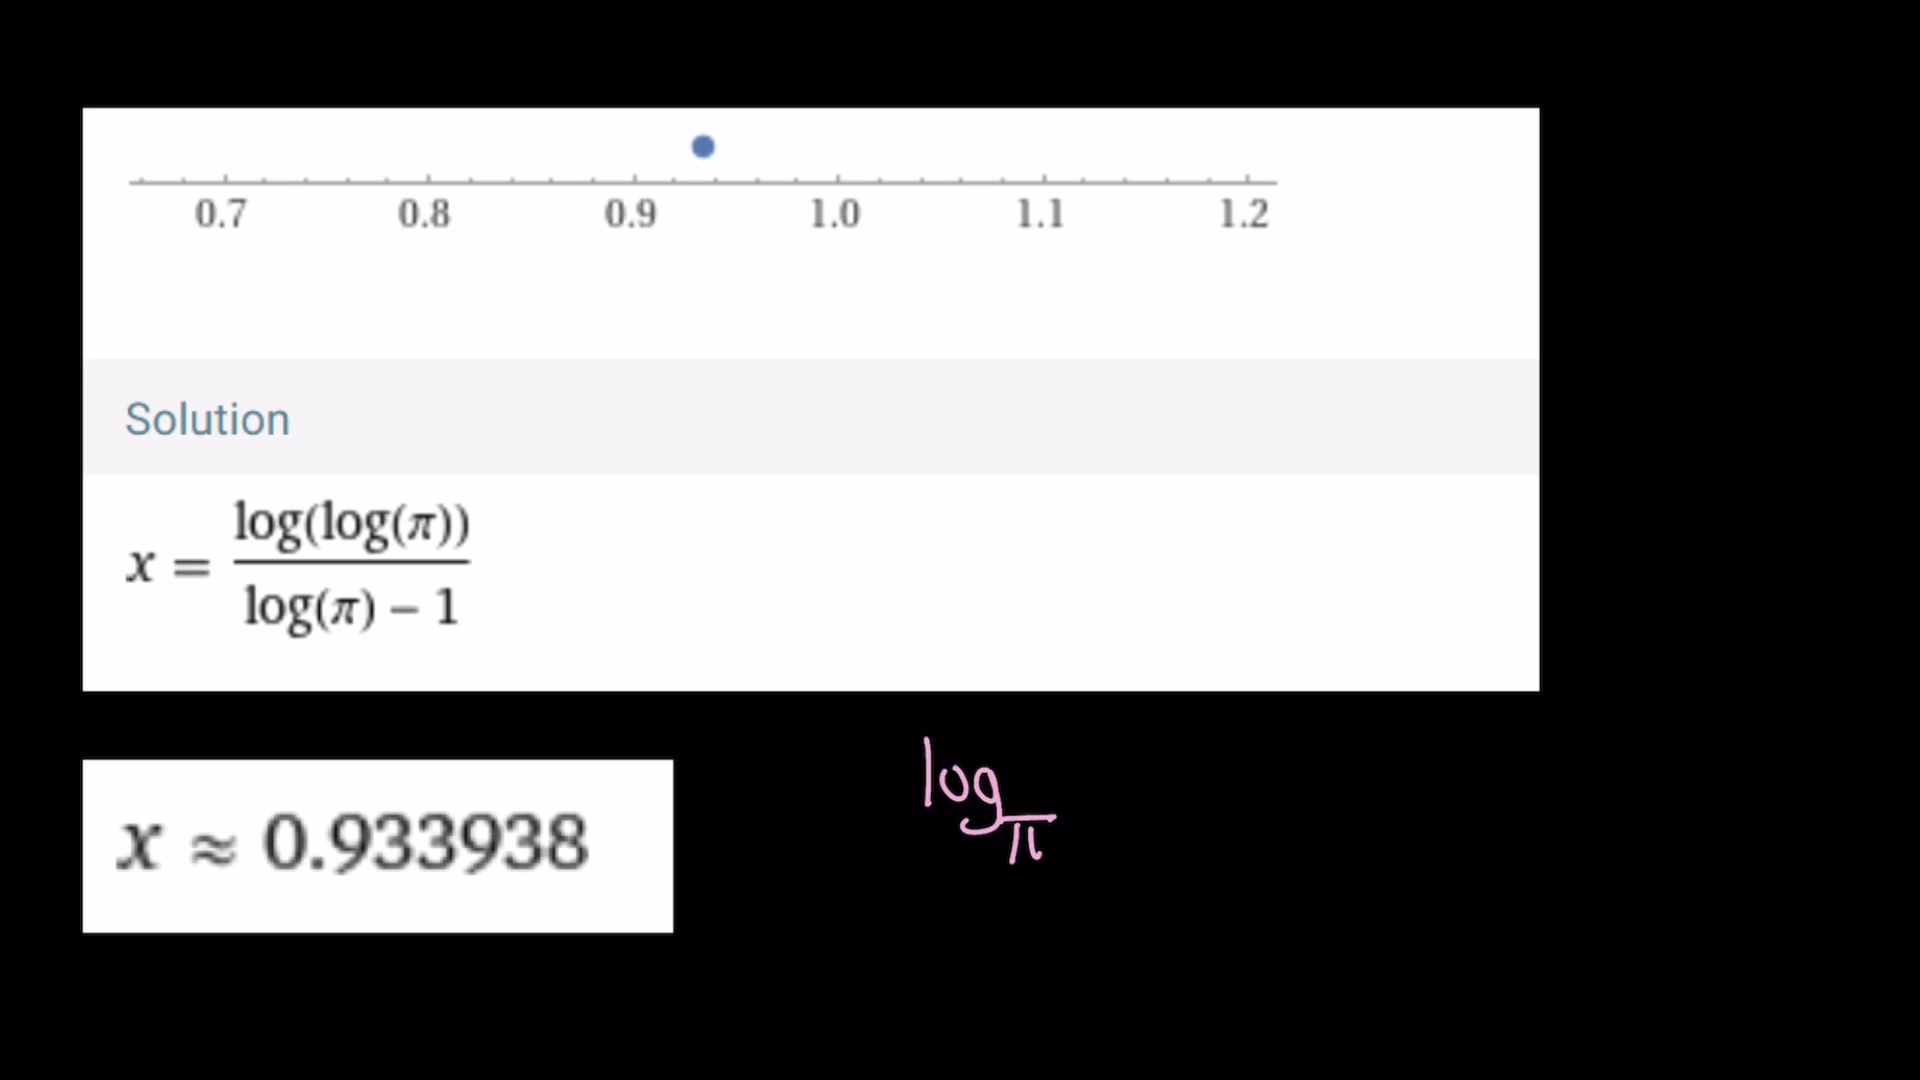 0.7 0.8 0.9 1.0 1.1 1.2
Solution
x = log(log(π)) / log(π) − 1
x ≈ 0.933938
log π